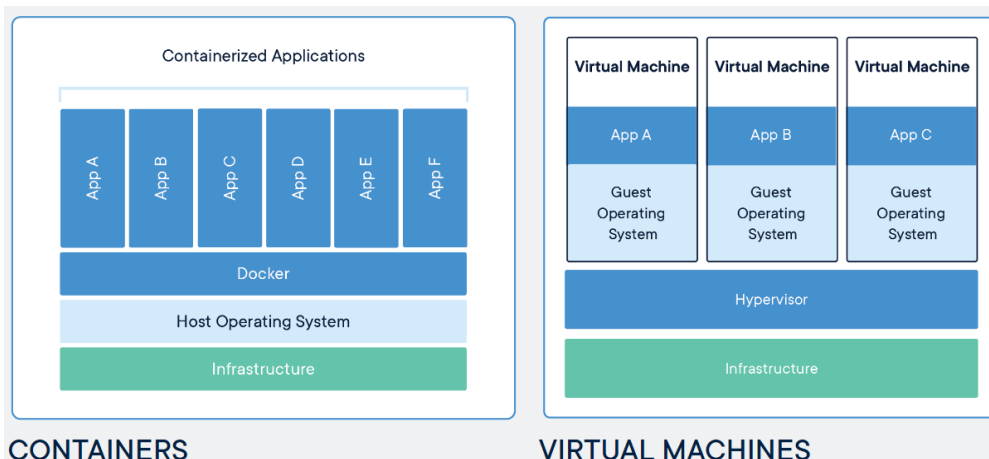 Containerized Applications
App A
App B
App C
App D
App E
App F
Docker
Host Operating System
Infrastructure
CONTAINERS
Virtual Machine
App A
Guest
Operating
System
Virtual Machine
App B
Guest
Operating
System
Virtual Machine
App C
Guest
Operating
System
Hypervisor
Infrastructure
VIRTUAL MACHINES